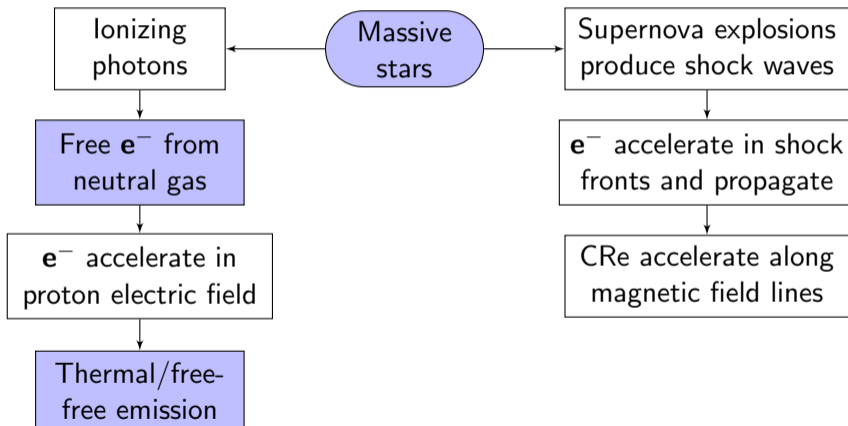 Ionizing
photons
Massive
stars
Supernova explosions
produce shock waves
Free e⁻ from
neutral gas
e⁻ accelerate in shock
fronts and propagate
e⁻ accelerate in
proton electric field
CRe accelerate along
magnetic field lines
Thermal/free-
free emission